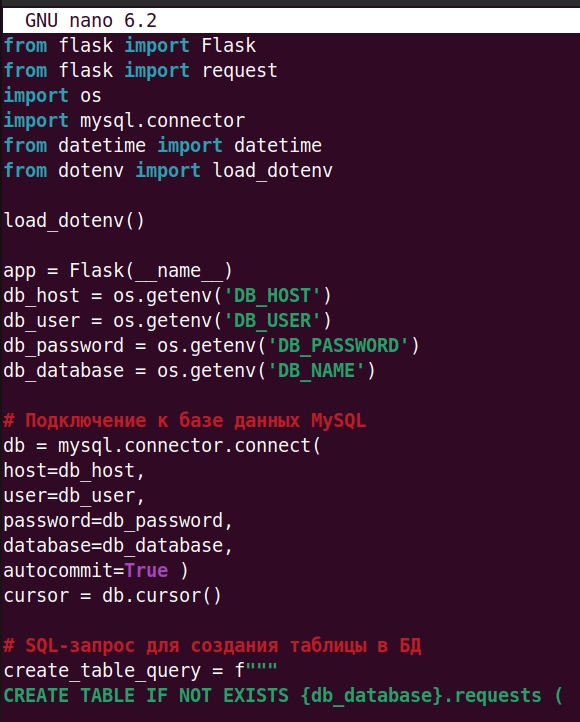 GNU nano 6.2
from flask import Flask
from flask import request
import os
import mysql.connector
from datetime import datetime
from dotenv import load_dotenv
load_dotenv()
app = Flask(__name__)
db_host = os.getenv('DB_HOST')
db_user = os.getenv('DB_USER')
db_password = os.getenv('DB_PASSWORD')
db_database = os.getenv('DB_NAME')
# Подключение к базе данных MySQL
db = mysql.connector.connect(
host=db_host,
user=db_user,
password=db_password,
database=db_database,
autocommit=True )
cursor = db.cursor()
# SQL-запрос для создания таблицы в БД
create_table_query = f"""
CREATE TABLE IF NOT EXISTS {db_database}.requests (